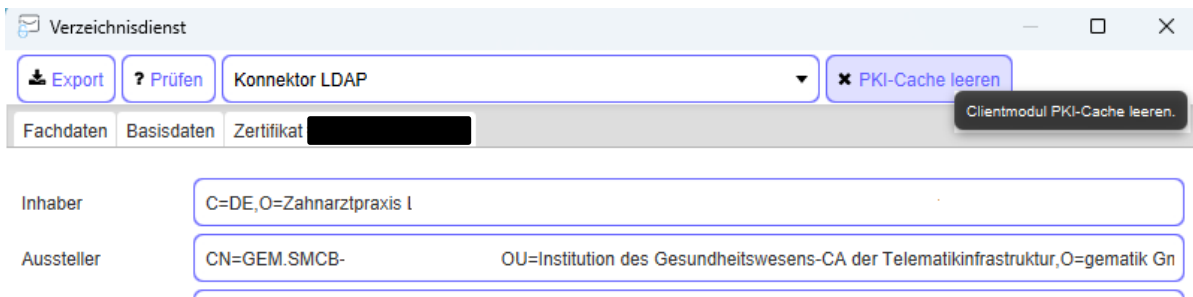 Verzeichnisdienst
Export ? Prüfen Konnektor LDAP PKI-Cache leeren
Clientmodul PKI-Cache leeren.
Fachdaten Basisdaten Zertifikat
Inhaber C=DE,O=Zahnarztpraxis
Aussteller CN=GEM.SMCB- OU=Institution des Gesundheitswesens-CA der Telematikinfrastruktur,O=gematik